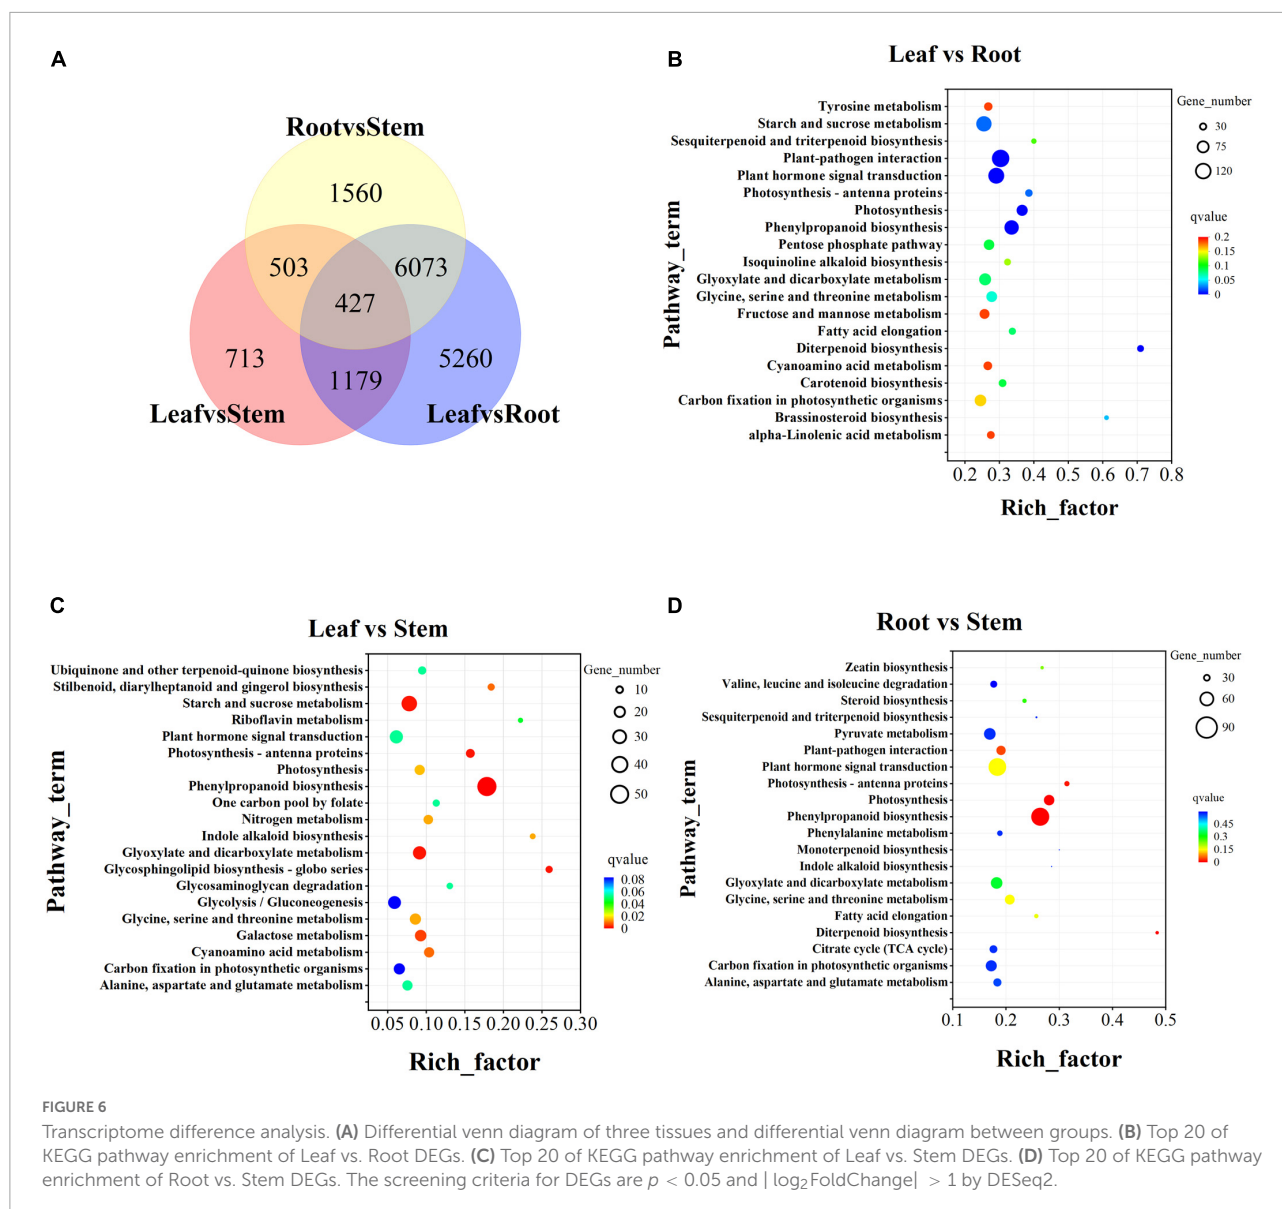 A
RootvsStem
1560
503
6073
427
713
1179
5260
LeafvsStem
LeafvsRoot
B
Leaf vs Root
Pathway_term
Tyrosine metabolism
Starch and sucrose metabolism
Sesquiterpenoid and triterpenoid biosynthesis
Plant-pathogen interaction
Plant hormone signal transduction
Photosynthesis - antenna proteins
Photosynthesis
Phenylpropanoid biosynthesis
Pentose phosphate pathway
Isoquinoline alkaloid biosynthesis
Glyoxylate and dicarboxylate metabolism
Glycine, serine and threonine metabolism
Fructose and mannose metabolism
Fatty acid elongation
Diterpenoid biosynthesis
Cyanoamino acid metabolism
Carotenoid biosynthesis
Carbon fixation in photosynthetic organisms
Brassinosteroid biosynthesis
alpha-Linolenic acid metabolism
0.2 0.3 0.4 0.5 0.6 0.7 0.8
Rich_factor
Gene_number
30
75
120
qvalue
0.2
0.15
0.1
0.05
0
C
Leaf vs Stem
Pathway_term
Ubiquinone and other terpenoid-quinone biosynthesis
Stilbenoid, diarylheptanoid and gingerol biosynthesis
Starch and sucrose metabolism
Riboflavin metabolism
Plant hormone signal transduction
Photosynthesis - antenna proteins
Photosynthesis
Phenylpropanoid biosynthesis
One carbon pool by folate
Nitrogen metabolism
Indole alkaloid biosynthesis
Glyoxylate and dicarboxylate metabolism
Glycosphingolipid biosynthesis - globo series
Glycosaminoglycan degradation
Glycolysis / Gluconeogenesis
Glycine, serine and threonine metabolism
Galactose metabolism
Cyanoamino acid metabolism
Carbon fixation in photosynthetic organisms
Alanine, aspartate and glutamate metabolism
0.05 0.10 0.15 0.20 0.25 0.30
Rich_factor
Gene_number
10
20
30
40
50
qvalue
0.08
0.06
0.04
0.02
0
D
Root vs Stem
Pathway_term
Zeatin biosynthesis
Valine, leucine and isoleucine degradation
Steroid biosynthesis
Sesquiterpenoid and triterpenoid biosynthesis
Pyruvate metabolism
Plant-pathogen interaction
Plant hormone signal transduction
Photosynthesis - antenna proteins
Photosynthesis
Phenylpropanoid biosynthesis
Phenylalanine metabolism
Monoterpenoid biosynthesis
Indole alkaloid biosynthesis
Glyoxylate and dicarboxylate metabolism
Glycine, serine and threonine metabolism
Fatty acid elongation
Diterpenoid biosynthesis
Citrate cycle (TCA cycle)
Carbon fixation in photosynthetic organisms
Alanine, aspartate and glutamate metabolism
0.1 0.2 0.3 0.4 0.5
Rich_factor
Gene_number
30
60
90
qvalue
0.45
0.3
0.15
0
FIGURE 6
Transcriptome difference analysis. (A) Differential venn diagram of three tissues and differential venn diagram between groups. (B) Top 20 of
KEGG pathway enrichment of Leaf vs. Root DEGs. (C) Top 20 of KEGG pathway enrichment of Leaf vs. Stem DEGs. (D) Top 20 of KEGG pathway
enrichment of Root vs. Stem DEGs. The screening criteria for DEGs are p < 0.05 and | log₂FoldChange| > 1 by DESeq2.